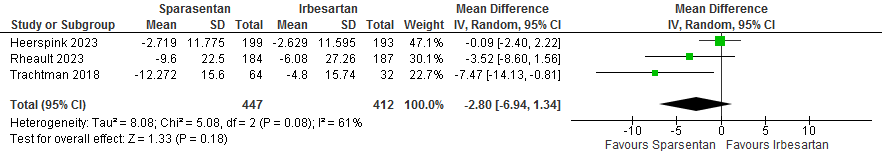 Sparasentan Irbesartan Mean Difference Mean Difference
Study or Subgroup Mean SD Total Mean SD Total Weight IV, Random, 95% CI IV, Random, 95% CI
Heerspink 2023 -2.719 11.775 199 -2.629 11.595 193 47.1% -0.09 [-2.40, 2.22]
Rheault 2023 -9.6 22.5 184 -6.08 27.26 187 30.1% -3.52 [-8.60, 1.56]
Trachtman 2018 -12.272 15.6 64 -4.8 15.74 32 22.7% -7.47 [-14.13, -0.81]
Total (95% CI) 447 412 100.0% -2.80 [-6.94, 1.34]
Heterogeneity: Tau² = 8.08; Chi² = 5.08, df = 2 (P = 0.08); I² = 61%
Test for overall effect: Z = 1.33 (P = 0.18)
-10 -5 0 5 10
Favours Sparasentan Favours Irbesartan